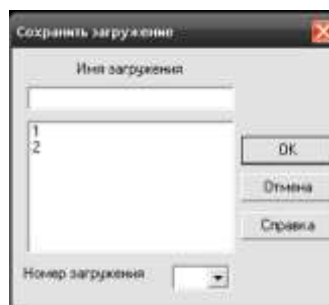 Сохранить загружение
Имя загружения
1
2
OK
Отмена
Справка
Номер загружения